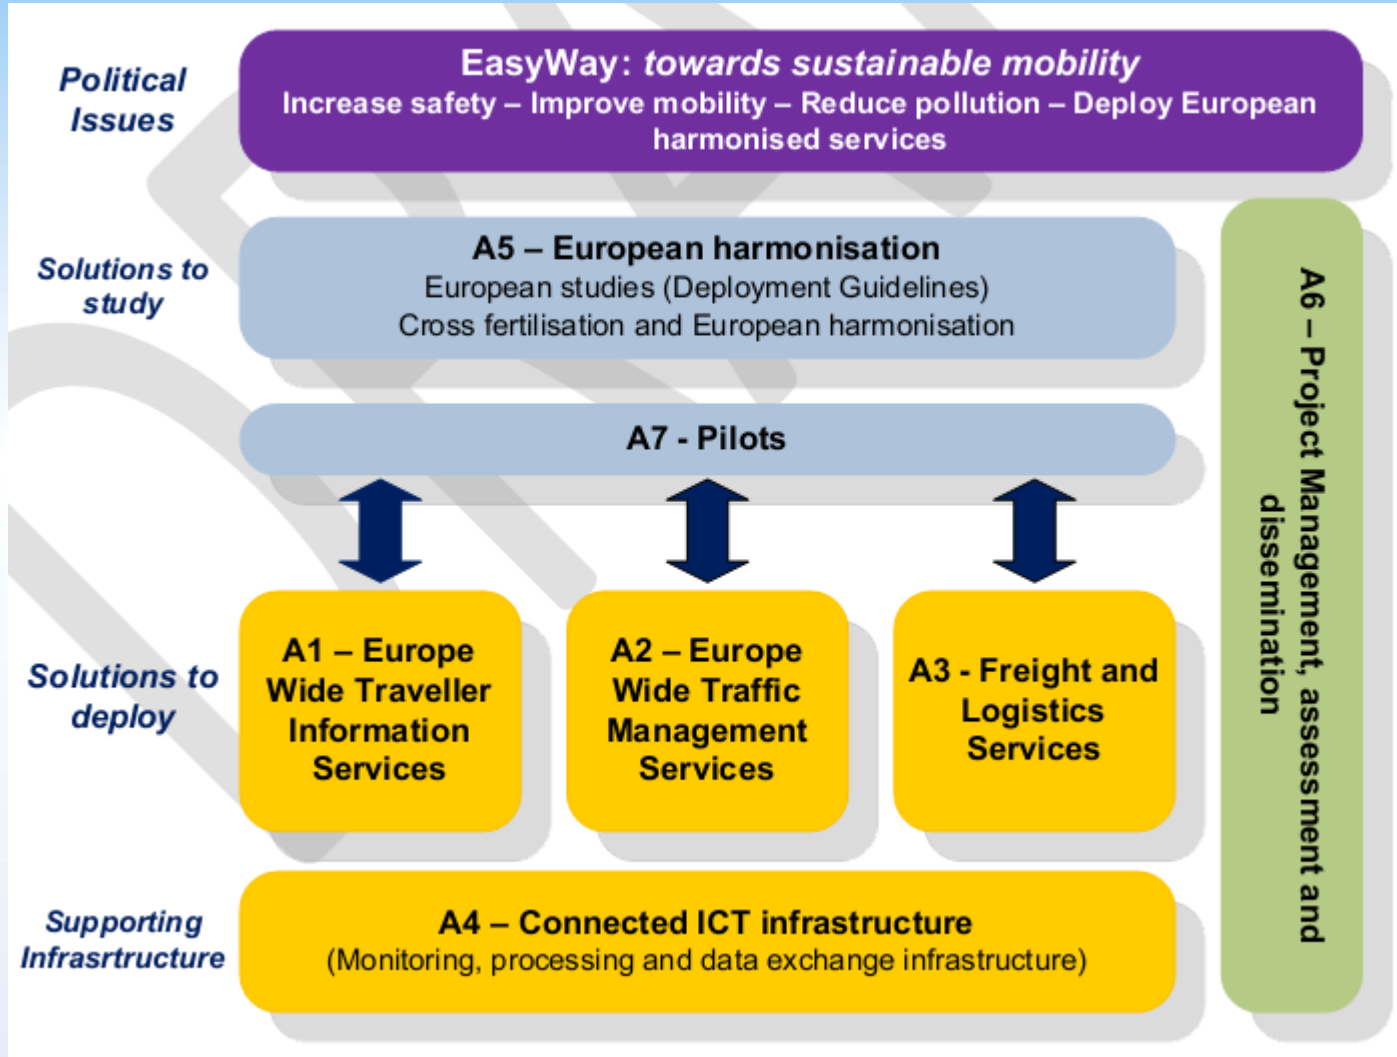 Political
Issues
EasyWay: towards sustainable mobility
Increase safety – Improve mobility – Reduce pollution – Deploy European
harmonised services
Solutions to
study
A5 – European harmonisation
European studies (Deployment Guidelines)
Cross fertilisation and European harmonisation
A7 - Pilots
Solutions to
deploy
A1 – Europe
Wide Traveller
Information
Services
A2 – Europe
Wide Traffic
Management
Services
A3 - Freight and
Logistics
Services
Supporting
Infrasrtructure
A4 – Connected ICT infrastructure
(Monitoring, processing and data exchange infrastructure)
A6 – Project Management, assessment and
dissemination